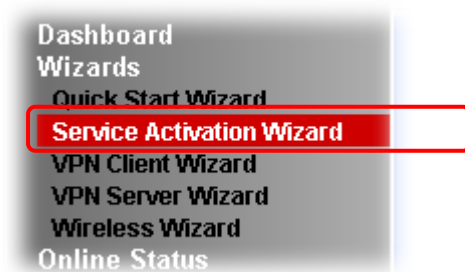 Dashboard
Wizards
Quick Start Wizard
Service Activation Wizard
VPN Client Wizard
VPN Server Wizard
Wireless Wizard
Online Status